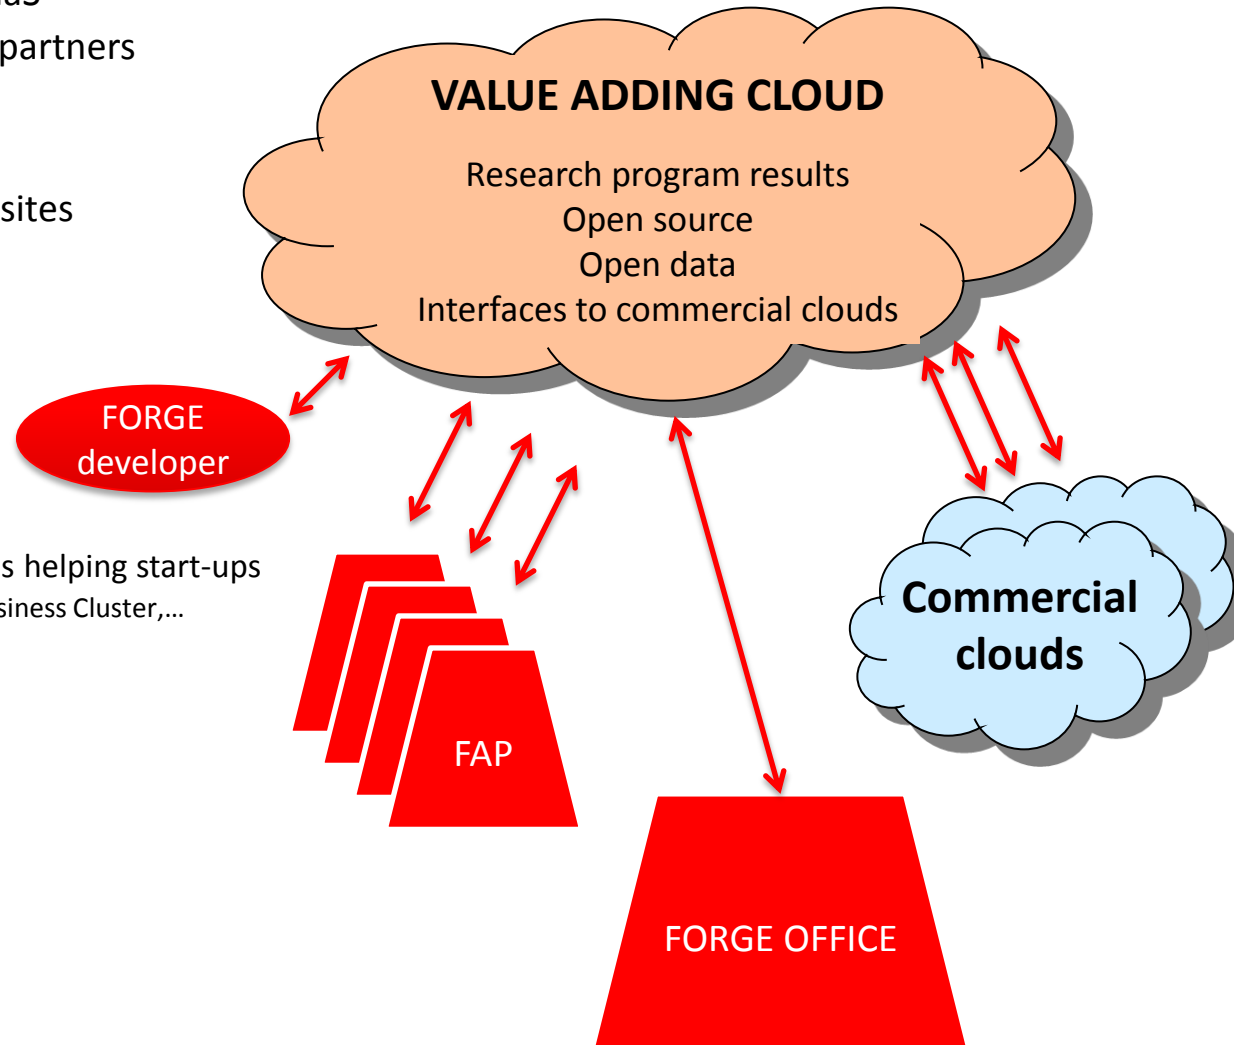 partners
sites
VALUE ADDING CLOUD
Research program results
Open source
Open data
Interfaces to commercial clouds
FORGE
developer
s helping start-ups
siness Cluster,...
FAP
Commercial
clouds
FORGE OFFICE